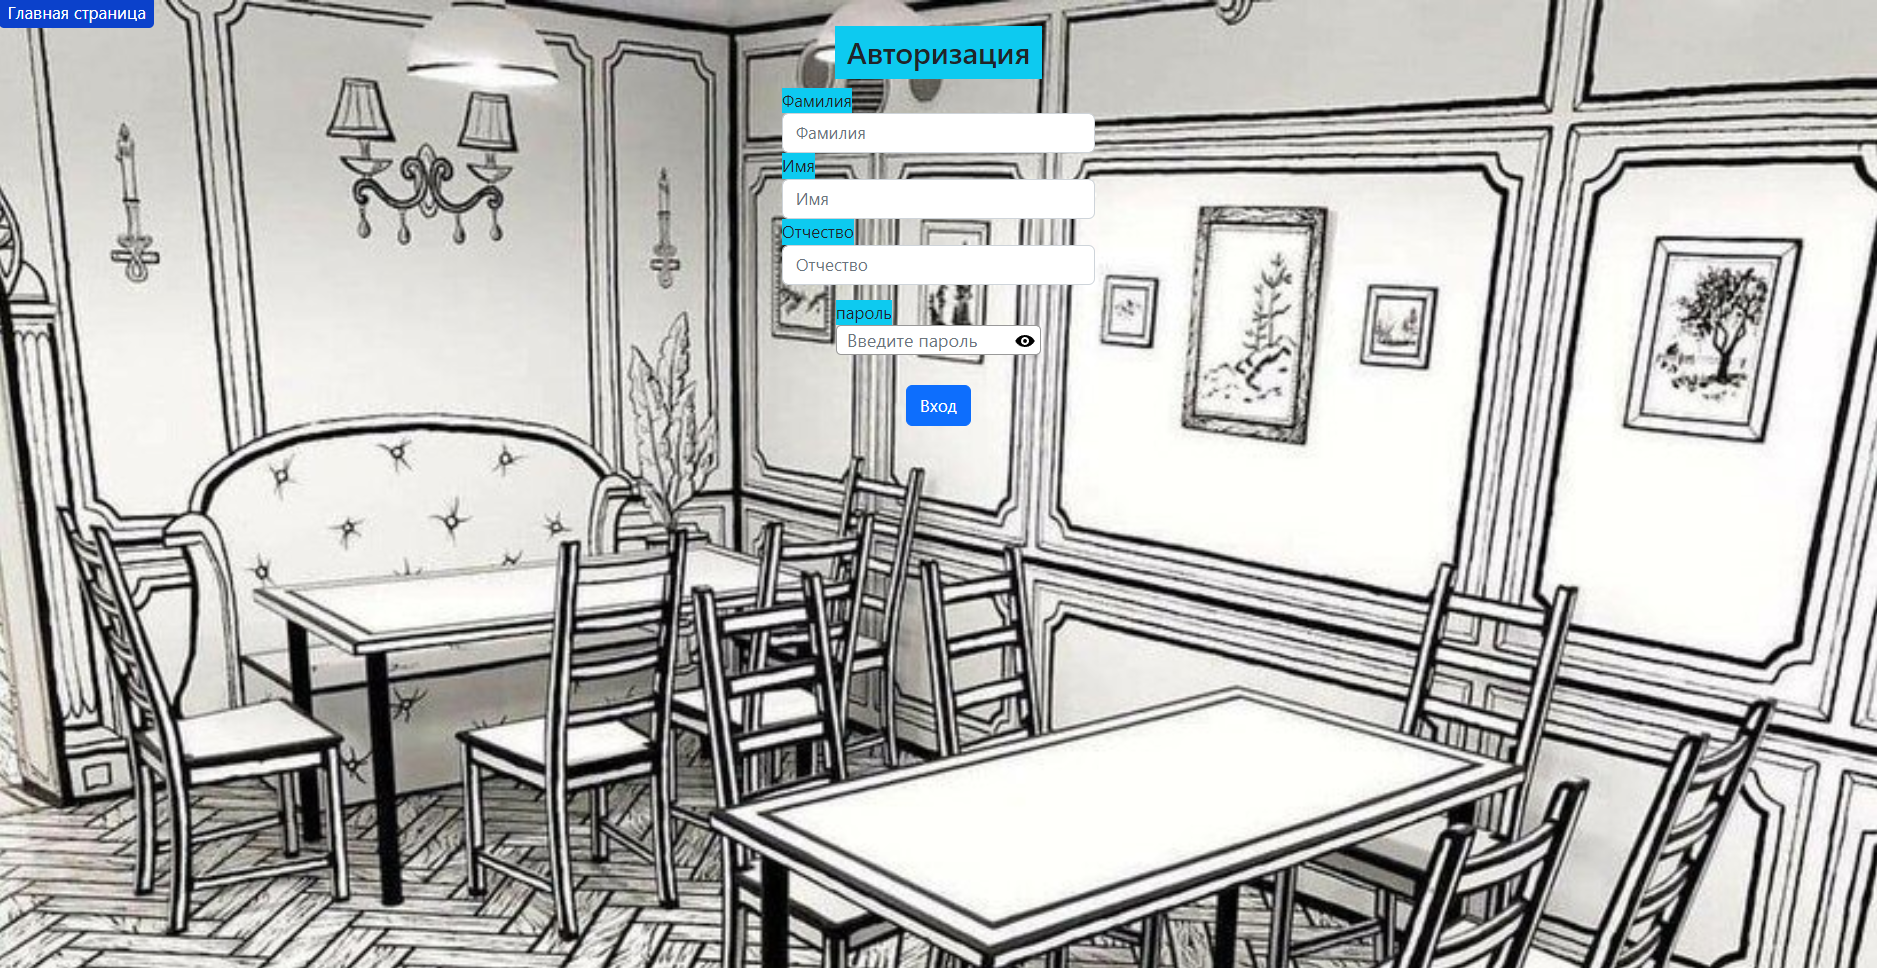 Главная страница
Авторизация
Фамилия
Фамилия
Имя
Имя
Отчество
Отчество
пароль
Введите пароль
Вход